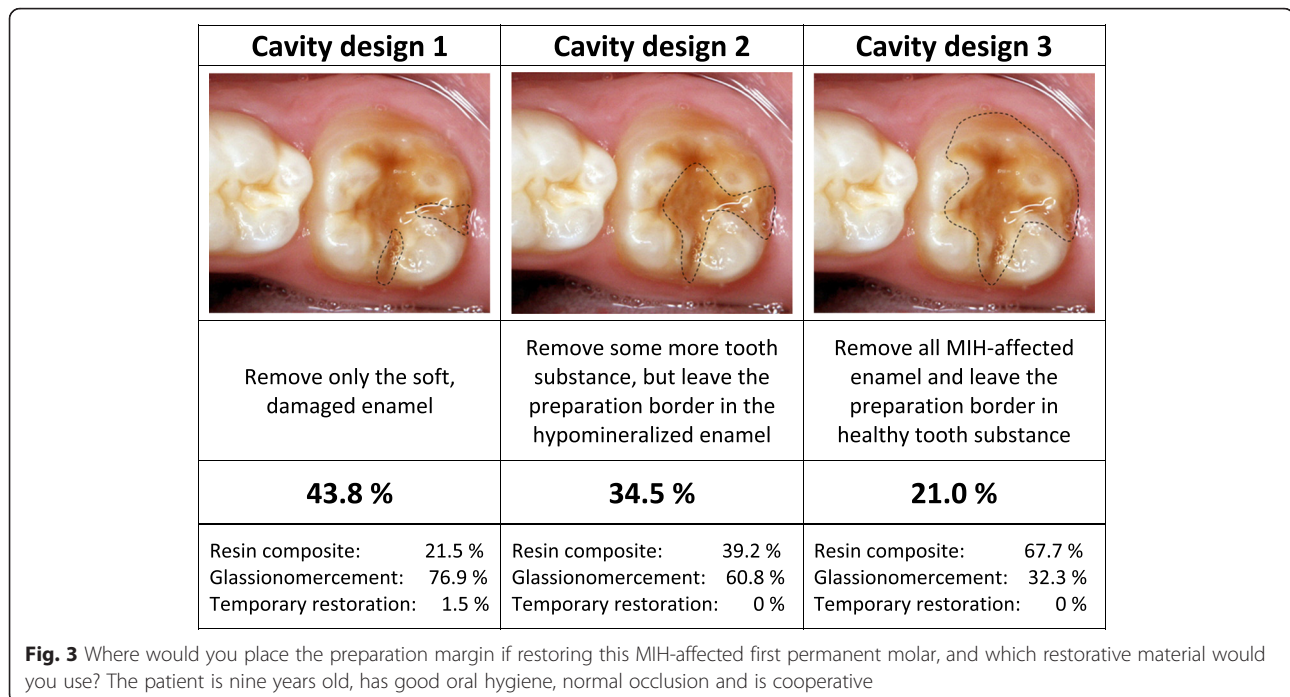 Cavity design 1
Cavity design 2
Cavity design 3
Remove only the soft,
damaged enamel
Remove some more tooth
substance, but leave the
preparation border in the
hypomineralized enamel
Remove all MIH-affected
enamel and leave the
preparation border in
healthy tooth substance
43.8 %
34.5 %
21.0 %
Resin composite: 21.5 %
Glassionomercement: 76.9 %
Temporary restoration: 1.5 %
Resin composite: 39.2 %
Glassionomercement: 60.8 %
Temporary restoration: 0 %
Resin composite: 67.7 %
Glassionomercement: 32.3 %
Temporary restoration: 0 %
Fig. 3 Where would you place the preparation margin if restoring this MIH-affected first permanent molar, and which restorative material would
you use? The patient is nine years old, has good oral hygiene, normal occlusion and is cooperative